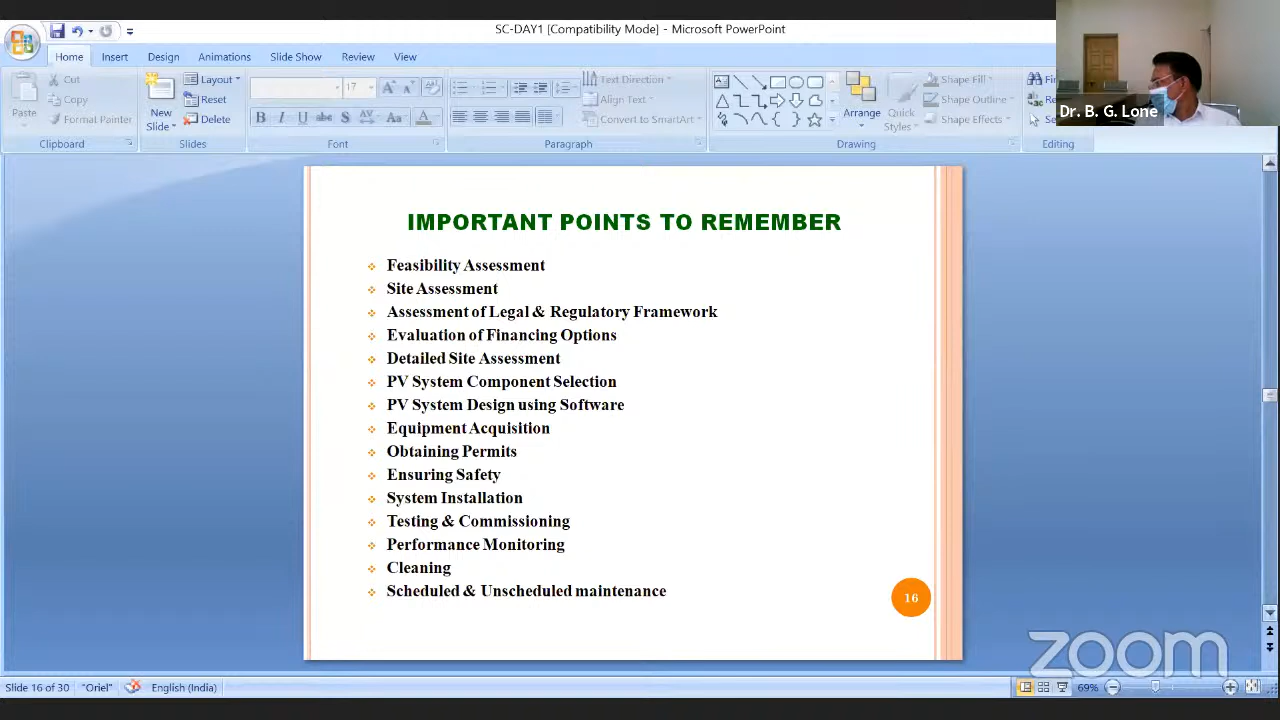 SC-DAY1 [Compatibility Mode] - Microsoft PowerPoint
Home Insert Design Animations Slide Show Review View
Cut Layout 17 Text Direction Shape Fill
Paste Copy New Slide Reset Align Text Arrange Quick Styles Shape Outline
Format Painter Delete B I U abc S AV Aa A Convert to SmartArt Shape Effects
Clipboard Slides Font Paragraph Drawing Editing
Dr. B. G. Lone
IMPORTANT POINTS TO REMEMBER
Feasibility Assessment
Site Assessment
Assessment of Legal & Regulatory Framework
Evaluation of Financing Options
Detailed Site Assessment
PV System Component Selection
PV System Design using Software
Equipment Acquisition
Obtaining Permits
Ensuring Safety
System Installation
Testing & Commissioning
Performance Monitoring
Cleaning
Scheduled & Unscheduled maintenance
16
zoom
Slide 16 of 30 "Oriel" English (India) 69%